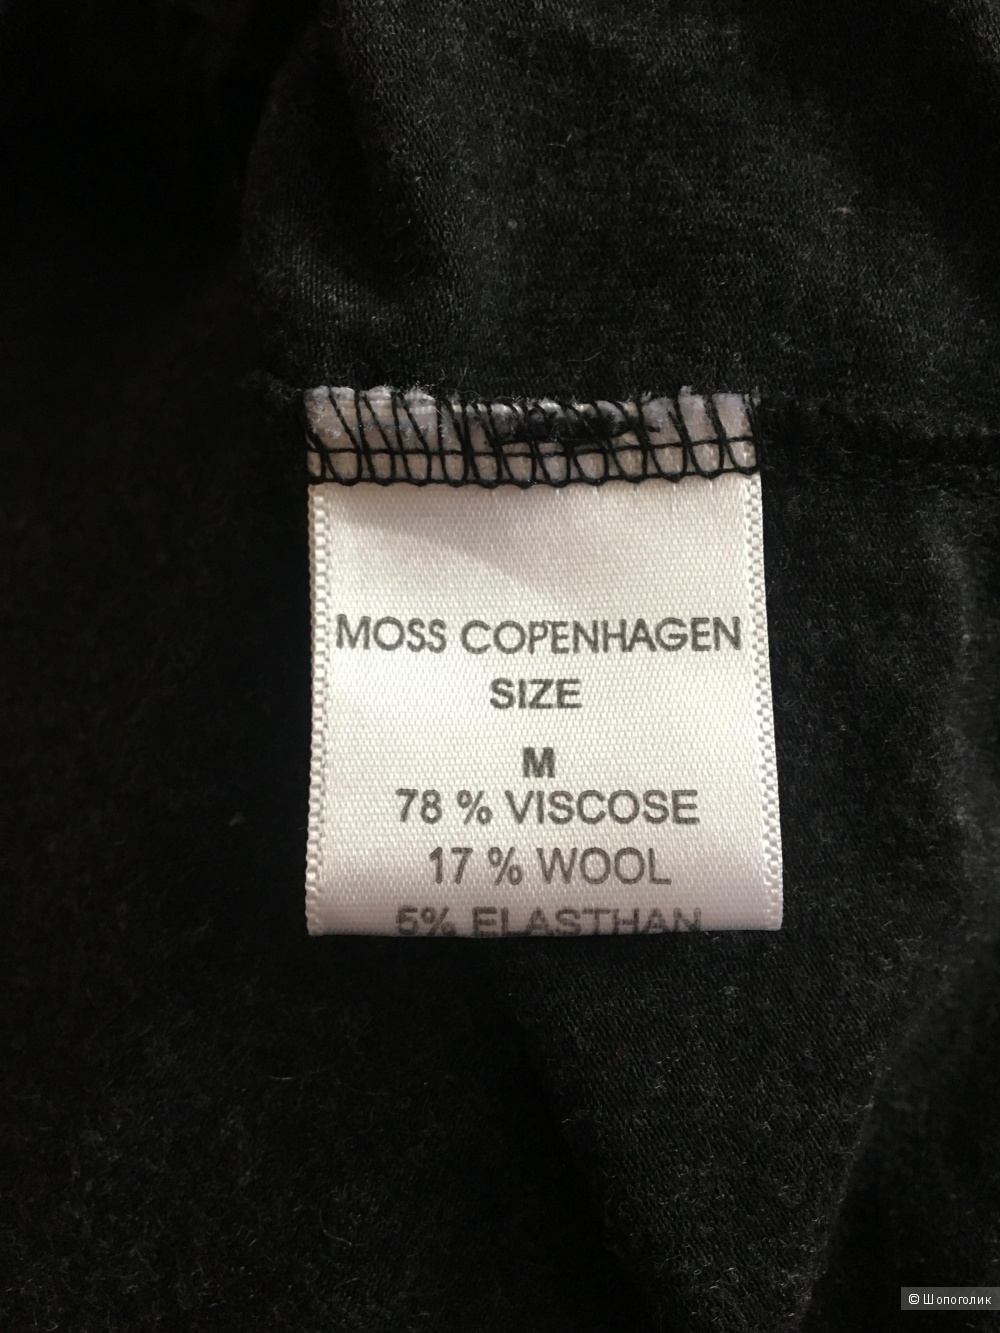 MOSS COPENHAGEN
SIZE
M
78 % VISCOSE
17 % WOOL
5% ELASTHAN
© Шопоголик